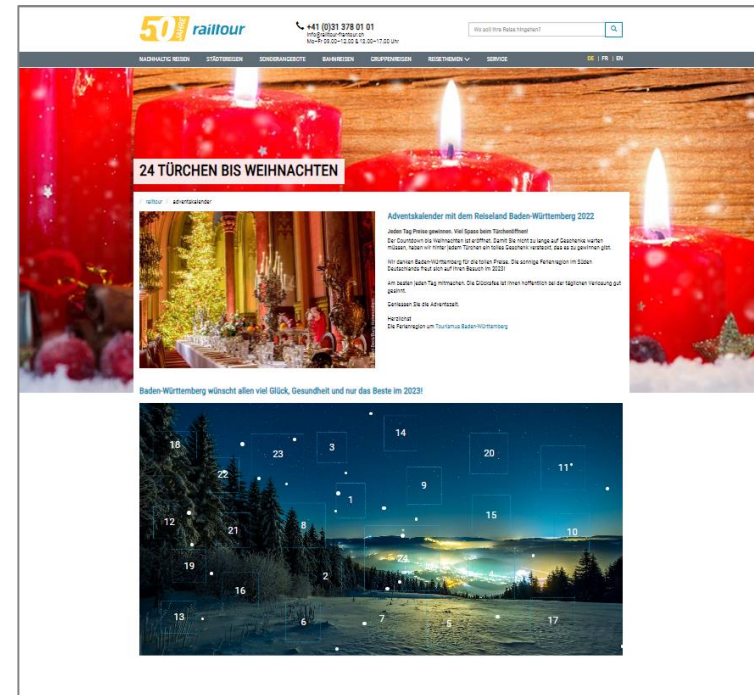 50 JAHRE railtour
+41 (0)31 378 01 01
info@railtour-frantour.ch
Mo–Fr 09.00–12.00 & 13.00–17.00 Uhr
Wo soll Ihre Reise hingehen?
NACHHALTIG REISEN STÄDTEREISEN SONDERANGEBOTE BAHNREISEN GRUPPENREISEN REISETHEMEN SERVICE DE | FR | EN
24 TÜRCHEN BIS WEIHNACHTEN
railtour / adventskalender
Adventskalender mit dem Reiseland Baden-Württemberg 2022
Jeden Tag Preise gewinnen. Viel Spass beim Türchenöffnen!
Der Countdown bis Weihnachten ist eröffnet. Damit Sie nicht zu lange auf Geschenke warten
müssen, haben wir hinter jedem Türchen ein tolles Geschenk versteckt, das es zu gewinnen gibt.
Wir danken Baden-Württemberg für die tollen Preise. Die sonnige Ferienregion im Süden
Deutschlands freut sich auf Ihren Besuch im 2023!
Am besten jeden Tag mitmachen. Die Glücksfee ist Ihnen hoffentlich bei der täglichen Verlosung gut
gesinnt.
Geniessen Sie die Adventszeit.
Herzlichst
Die Ferienregion um Tourismus Baden-Württemberg
Baden-Württemberg wünscht allen viel Glück, Gesundheit und nur das Beste im 2023!
14
18 23 3 20
22 11
9
1
12 21 8 15 10
19 24
2 4
16
13 6 7 5 17